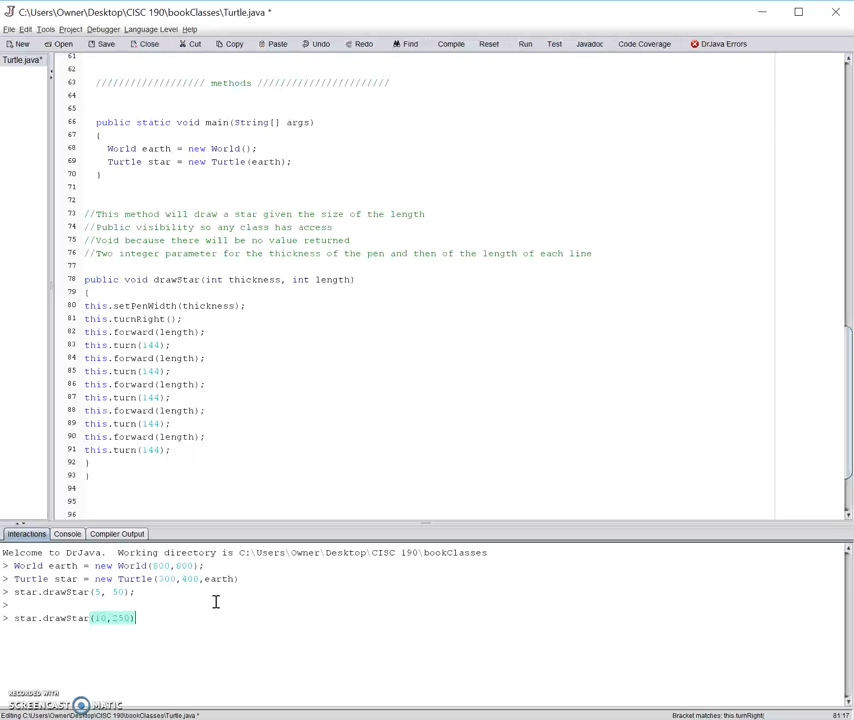 C:\Users\Owner\Desktop\CISC 190\bookClasses\Turtle.java *
File Edit Tools Project Debugger Language Level Help
New Open Save Close Cut Copy Paste Undo Redo Find Compile Reset Run Test Javadoc Code Coverage DrJava Errors
Turtle.java*
61
62
63 /////////////////// methods ///////////////////////
64
65
66 public static void main(String[] args)
67 {
68 World earth = new World();
69 Turtle star = new Turtle(earth);
70 }
71
72
73 //This method will draw a star given the size of the length
74 //Public visibility so any class has access
75 //Void because there will be no value returned
76 //Two integer parameter for the thickness of the pen and then of the length of each line
77
78 public void drawStar(int thickness, int length)
79 {
80 this.setPenWidth(thickness);
81 this.turnRight();
82 this.forward(length);
83 this.turn(144);
84 this.forward(length);
85 this.turn(144);
86 this.forward(length);
87 this.turn(144);
88 this.forward(length);
89 this.turn(144);
90 this.forward(length);
91 this.turn(144);
92 }
93 }
94
95
96
Interactions Console Compiler Output
Welcome to DrJava. Working directory is C:\Users\Owner\Desktop\CISC 190\bookClasses
> World earth = new World(800,800);
> Turtle star = new Turtle(300,400,earth)
> star.drawStar(5, 50);
>
> star.drawStar(10,250)
RECORDED WITH
SCREENCAST MATIC
Editing C:\Users\Owner\Desktop\CISC 190\bookClasses\Turtle.java * Bracket matches: this.turnRight( 81:17